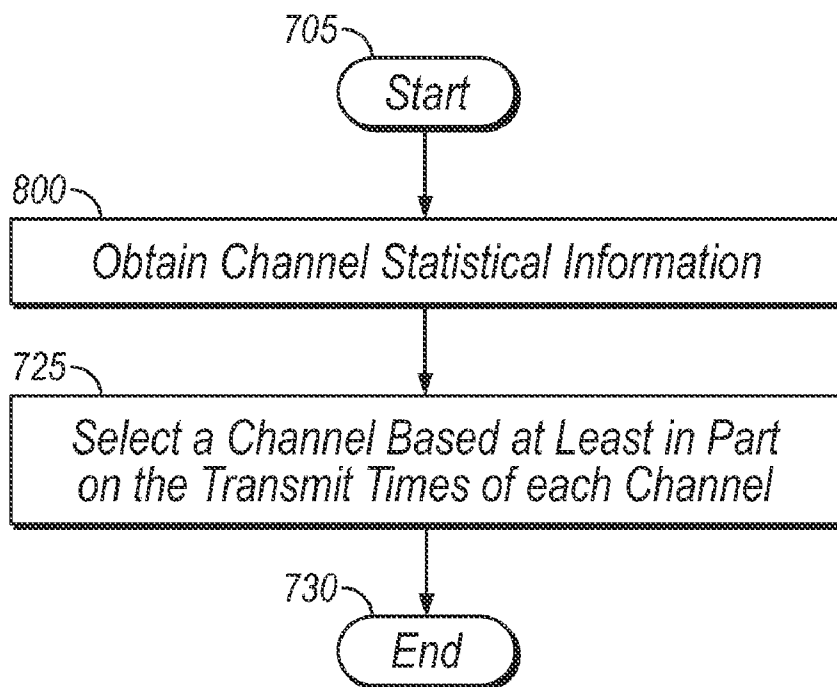 705
Start
800
Obtain Channel Statistical Information
725
Select a Channel Based at Least in Part
on the Transmit Times of each Channel
730
End